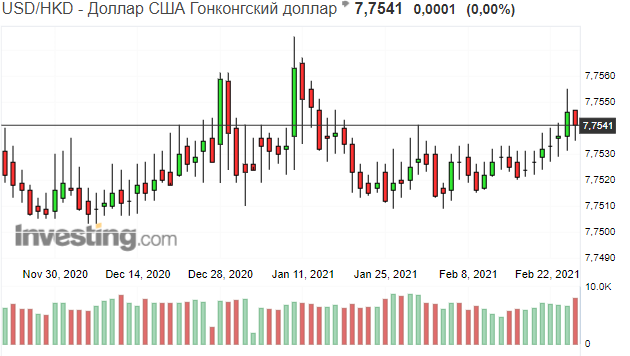 USD/HKD - Доллар США Гонконгский доллар 7,7541 0,0001 (0,00%)
7,7560
7,7550
7,7541
7,7530
7,7520
7,7510
7,7500
7,7490
Investing.com
Nov 30, 2020 Dec 14, 2020 Dec 28, 2020 Jan 11, 2021 Jan 25, 2021 Feb 8, 2021 Feb 22, 2021
10.0K
0